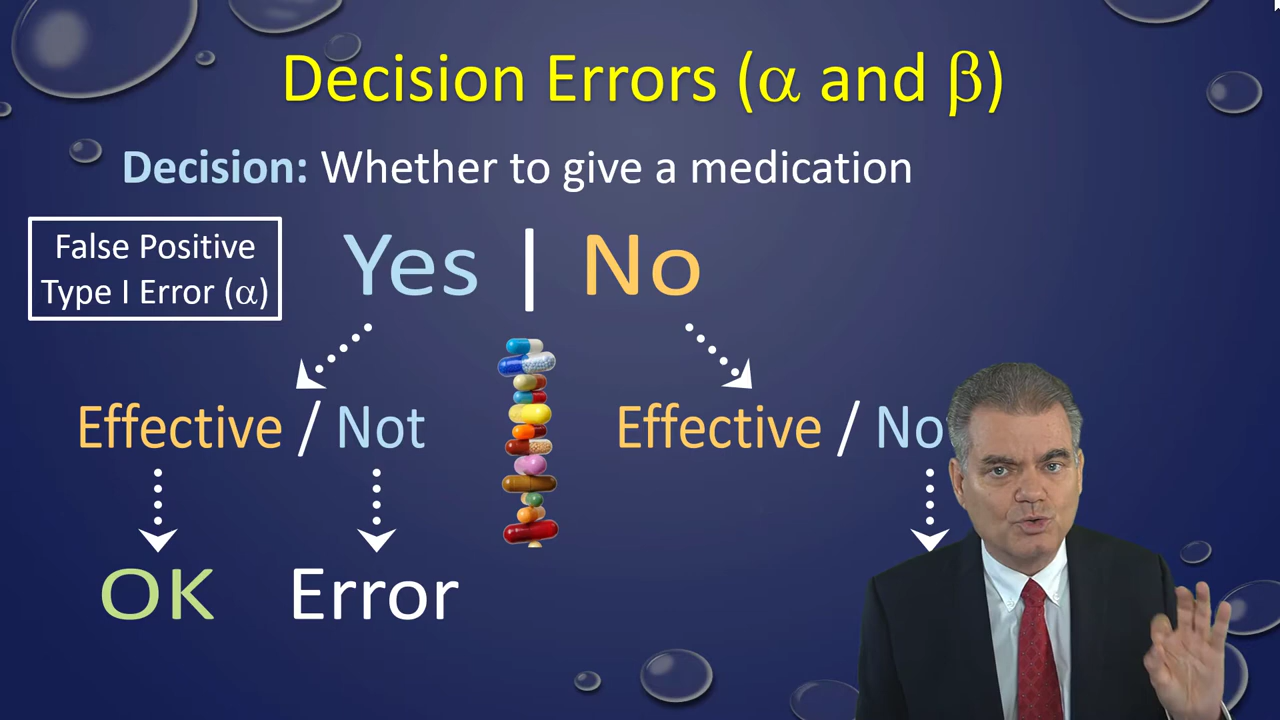 Decision Errors (α and β)
Decision: Whether to give a medication
False Positive
Type I Error (α)
Yes | No
Effective / Not
Effective / No
OK
Error